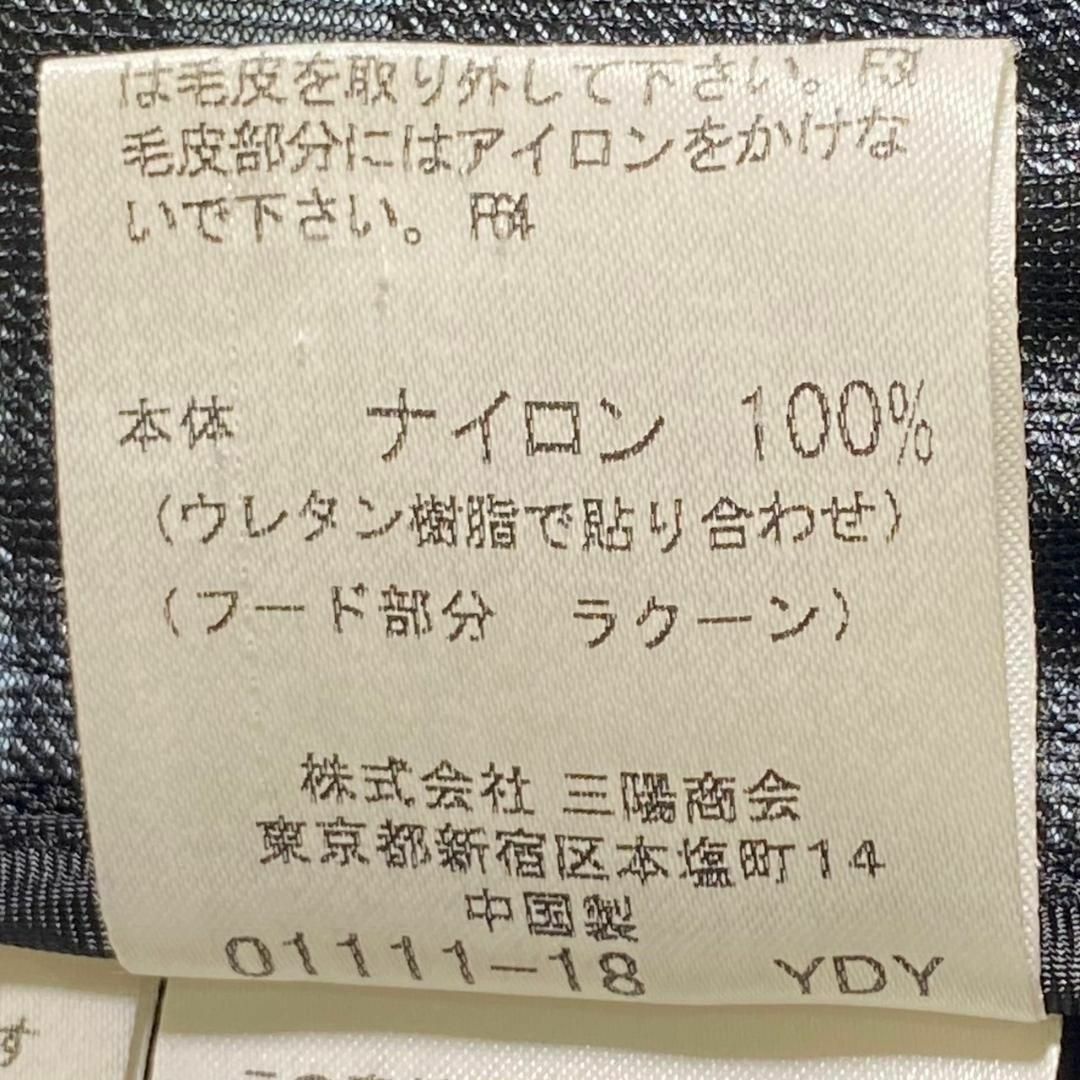 は毛皮を取り外して下さい。F3
毛皮部分にはアイロンをかけな
いで下さい。 F64
本体 ナイロン 100%
(ウレタン樹脂で貼り合わせ)
(フード部分 ラクーン)
株式会社 三陽商会
東京都新宿区本塩町14
中国製
01111-18 YDY
す